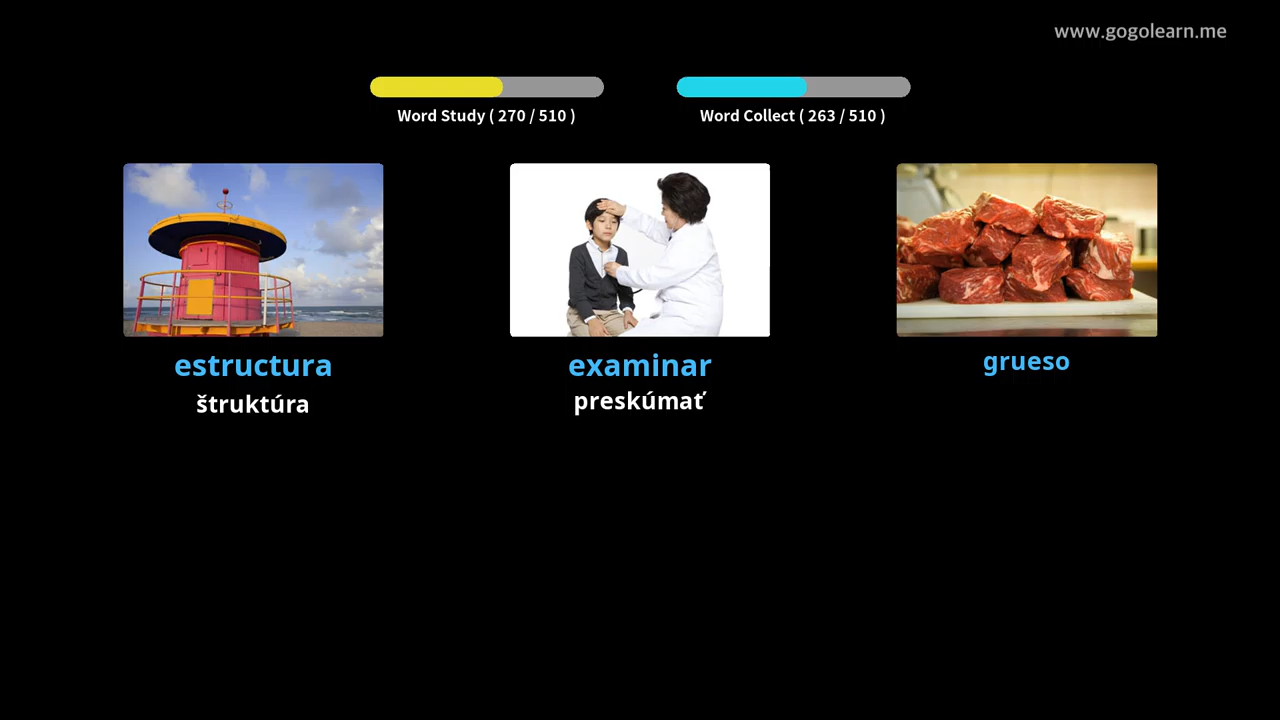 www.gogolearn.me
Word Study ( 270 / 510 )
Word Collect ( 263 / 510 )
estructura
štruktúra
examinar
preskúmať
grueso